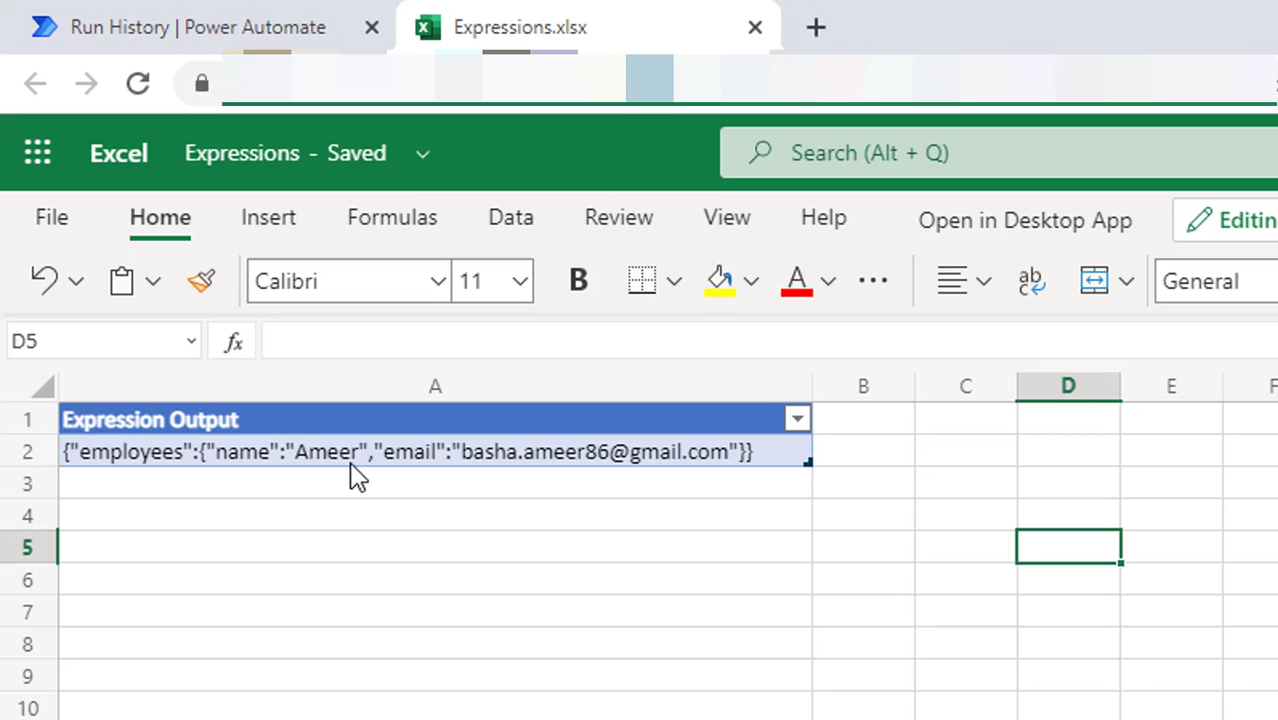 Run History | Power Automate
Expressions.xlsx
Excel
Expressions - Saved
Search (Alt + Q)
File Home Insert Formulas Data Review View Help Open in Desktop App Editin
Calibri 11 B A ab c General
D5 fx
A B C D E F
1 Expression Output
2 {"employees":{"name":"Ameer","email":"basha.ameer86@gmail.com"}}
3
4
5
6
7
8
9
10